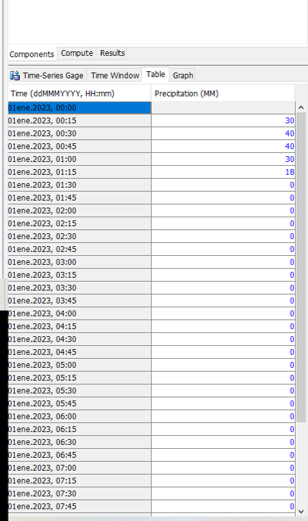 Components Compute Results
Time-Series Gage Time Window Table Graph
Time (ddMMMYYYY, HH:mm) Precipitation (MM)
01ene.2023, 00:00
01ene.2023, 00:15 30
01ene.2023, 00:30 40
01ene.2023, 00:45 40
01ene.2023, 01:00 30
01ene.2023, 01:15 18
01ene.2023, 01:30 0
01ene.2023, 01:45 0
01ene.2023, 02:00 0
01ene.2023, 02:15 0
01ene.2023, 02:30 0
01ene.2023, 02:45 0
01ene.2023, 03:00 0
01ene.2023, 03:15 0
01ene.2023, 03:30 0
01ene.2023, 03:45 0
01ene.2023, 04:00 0
01ene.2023, 04:15 0
01ene.2023, 04:30 0
01ene.2023, 04:45 0
01ene.2023, 05:00 0
01ene.2023, 05:15 0
01ene.2023, 05:30 0
01ene.2023, 05:45 0
01ene.2023, 06:00 0
01ene.2023, 06:15 0
01ene.2023, 06:30 0
01ene.2023, 06:45 0
01ene.2023, 07:00 0
01ene.2023, 07:15 0
01ene.2023, 07:30 0
01ene.2023, 07:45 0